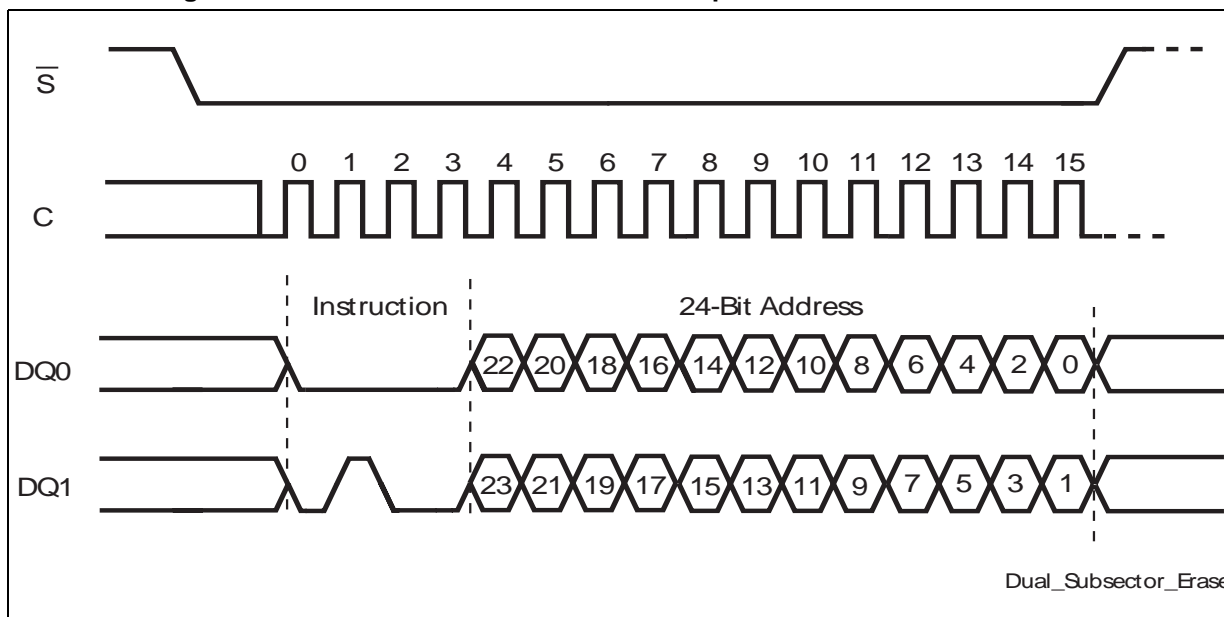 S
0 1 2 3 4 5 6 7 8 9 10 11 12 13 14 15
C
Instruction 24-Bit Address
DQ0 22 20 18 16 14 12 10 8 6 4 2 0
DQ1 23 21 19 17 15 13 11 9 7 5 3 1
Dual_Subsector_Erase